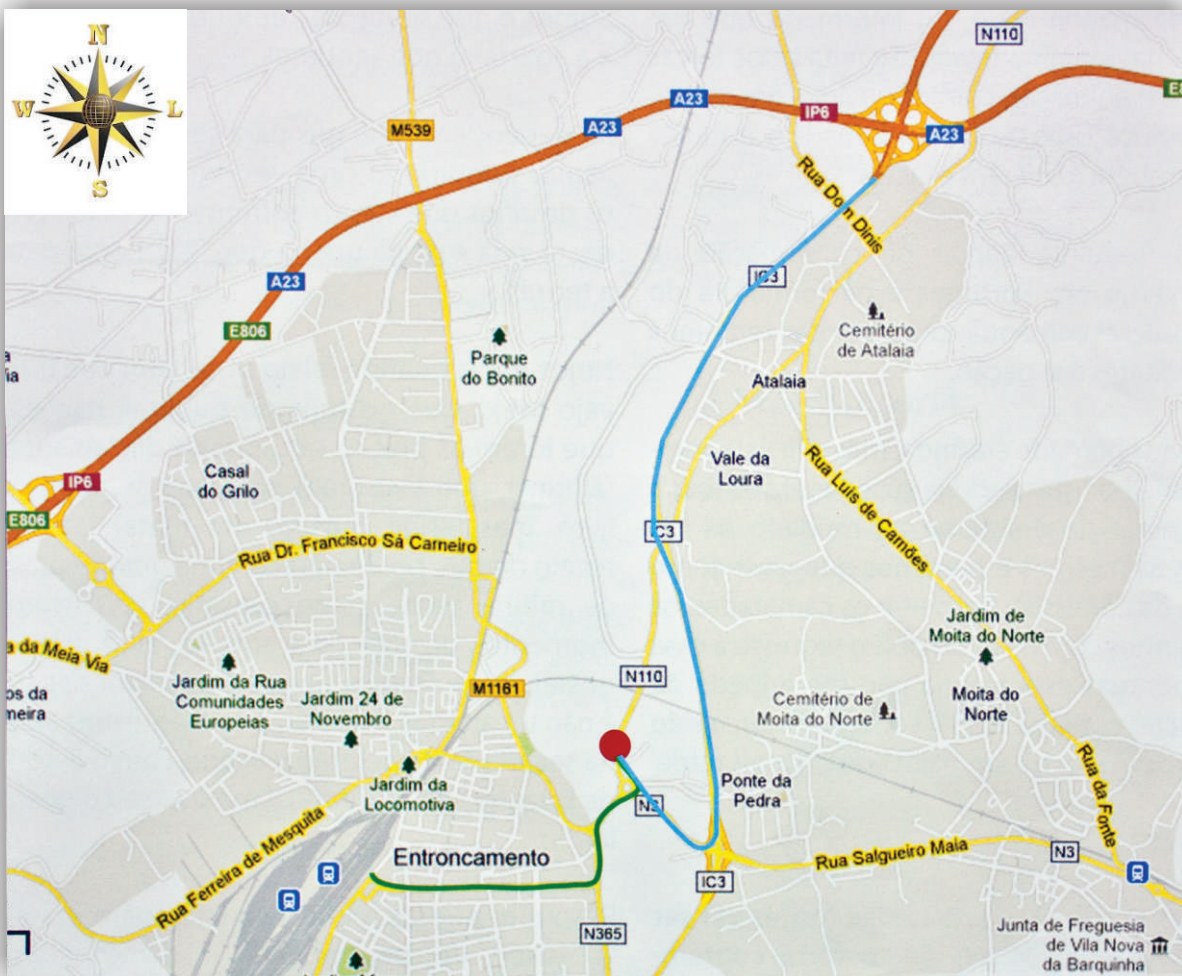 N
W
L
S
N110
M539
A23
A23
IP6
A23
Rua Dom Dinis
A23
IC3
E806
Cemitério
de Atalaia
Parque
do Bonito
Atalaia
Casal
do Grilo
Vale da
Loura
IP6
E806
Rua Luís de Camões
IC3
Rua Dr. Francisco Sá Carneiro
Jardim de
Moita do Norte
a da Meia Via
Jardim da Rua
Comunidades
Europeias
Jardim 24 de
Novembro
M1161
N110
Cemitério de
Moita do Norte
Moita do
Norte
os da
meira
Jardim da
Locomotiva
Ponte da
Pedra
Rua da Fonte
N3
Rua Ferreira de Mesquita
Entroncamento
Rua Salgueiro Maia
N3
IC3
N365
Junta de Freguesia
de Vila Nova
da Barquinha